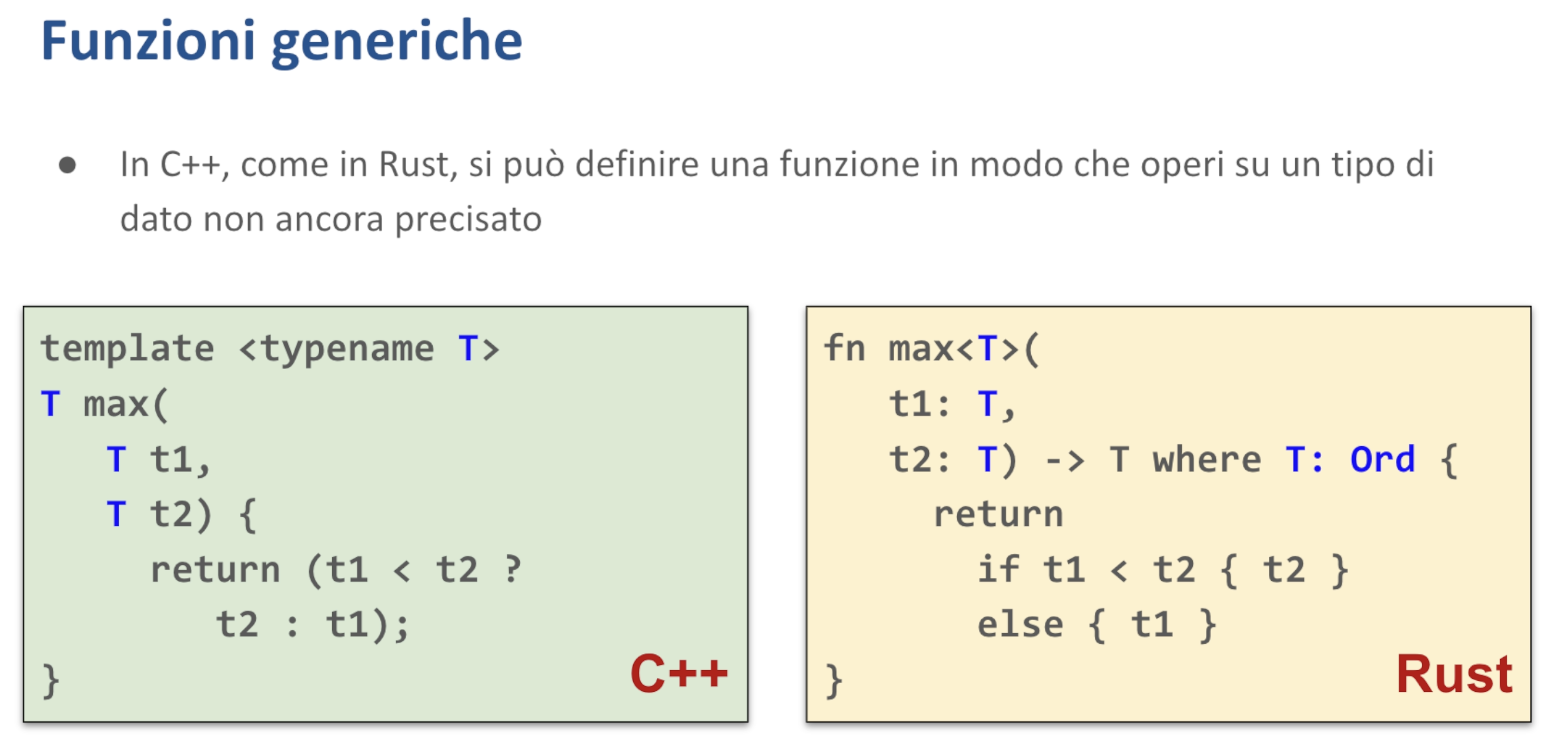 Funzioni generiche
● In C++, come in Rust, si può definire una funzione in modo che operi su un tipo di
dato non ancora precisato
template <typename T>
T max(
T t1,
T t2) {
return (t1 < t2 ?
t2 : t1);
}
C++
fn max<T>(
t1: T,
t2: T) -> T where T: Ord {
return
if t1 < t2 { t2 }
else { t1 }
}
Rust